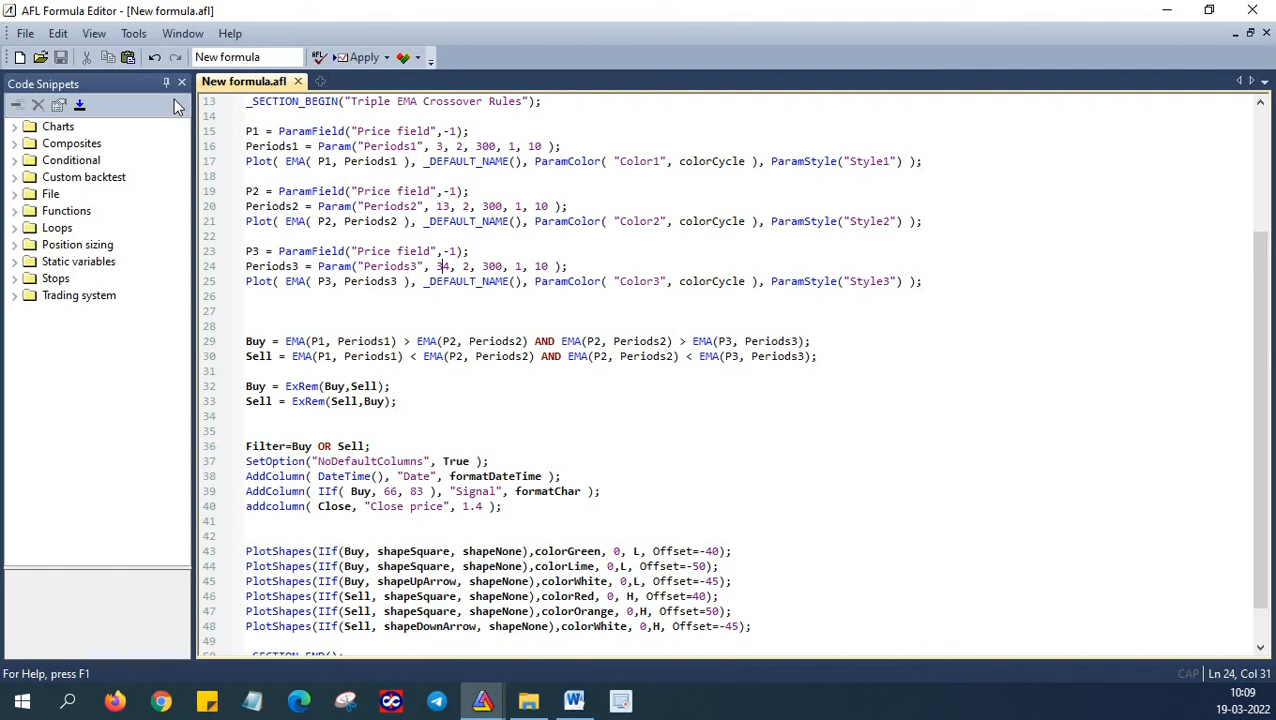 AFL Formula Editor - [New formula.afl]
File Edit View Tools Window Help
New formula Apply
Code Snippets
New formula.afl
Charts
Composites
Conditional
Custom backtest
File
Functions
Loops
Position sizing
Static variables
Stops
Trading system
13 _SECTION_BEGIN("Triple EMA Crossover Rules");
14
15 P1 = ParamField("Price field",-1);
16 Periods1 = Param("Periods1", 3, 2, 300, 1, 10 );
17 Plot( EMA( P1, Periods1 ), _DEFAULT_NAME(), ParamColor( "Color1", colorCycle ), ParamStyle("Style1") );
18
19 P2 = ParamField("Price field",-1);
20 Periods2 = Param("Periods2", 13, 2, 300, 1, 10 );
21 Plot( EMA( P2, Periods2 ), _DEFAULT_NAME(), ParamColor( "Color2", colorCycle ), ParamStyle("Style2") );
22
23 P3 = ParamField("Price field",-1);
24 Periods3 = Param("Periods3", 34, 2, 300, 1, 10 );
25 Plot( EMA( P3, Periods3 ), _DEFAULT_NAME(), ParamColor( "Color3", colorCycle ), ParamStyle("Style3") );
26
27
28
29 Buy = EMA(P1, Periods1) > EMA(P2, Periods2) AND EMA(P2, Periods2) > EMA(P3, Periods3);
30 Sell = EMA(P1, Periods1) < EMA(P2, Periods2) AND EMA(P2, Periods2) < EMA(P3, Periods3);
31
32 Buy = ExRem(Buy,Sell);
33 Sell = ExRem(Sell,Buy);
34
35
36 Filter=Buy OR Sell;
37 SetOption("NoDefaultColumns", True );
38 AddColumn( DateTime(), "Date", formatDateTime );
39 AddColumn( IIf( Buy, 66, 83 ), "Signal", formatChar );
40 addcolumn( Close, "Close price", 1.4 );
41
42
43 PlotShapes(IIf(Buy, shapeSquare, shapeNone),colorGreen, 0, L, Offset=-40);
44 PlotShapes(IIf(Buy, shapeSquare, shapeNone),colorLime, 0,L, Offset=-50);
45 PlotShapes(IIf(Buy, shapeUpArrow, shapeNone),colorWhite, 0,L, Offset=-45);
46 PlotShapes(IIf(Sell, shapeSquare, shapeNone),colorRed, 0, H, Offset=40);
47 PlotShapes(IIf(Sell, shapeSquare, shapeNone),colorOrange, 0,H, Offset=50);
48 PlotShapes(IIf(Sell, shapeDownArrow, shapeNone),colorWhite, 0,H, Offset=-45);
49
50 _SECTION_END();
For Help, press F1
CAP
Ln 24, Col 31
10:09
19-03-2022